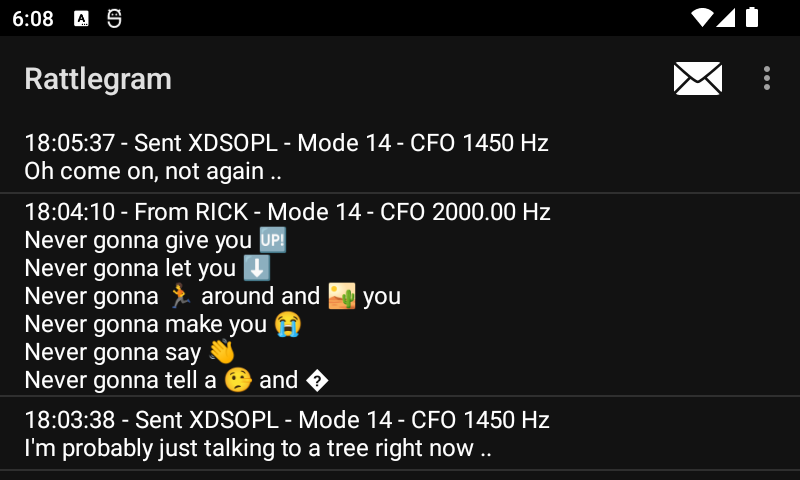 6:08
Rattlegram
18:05:37 - Sent XDSOPL - Mode 14 - CFO 1450 Hz
Oh come on, not again ..
18:04:10 - From RICK - Mode 14 - CFO 2000.00 Hz
Never gonna give you 🆙
Never gonna let you ⬇️
Never gonna 🏃 around and 🏜️ you
Never gonna make you 😭
Never gonna say 👋
Never gonna tell a 🤥 and �
18:03:38 - Sent XDSOPL - Mode 14 - CFO 1450 Hz
I'm probably just talking to a tree right now ..